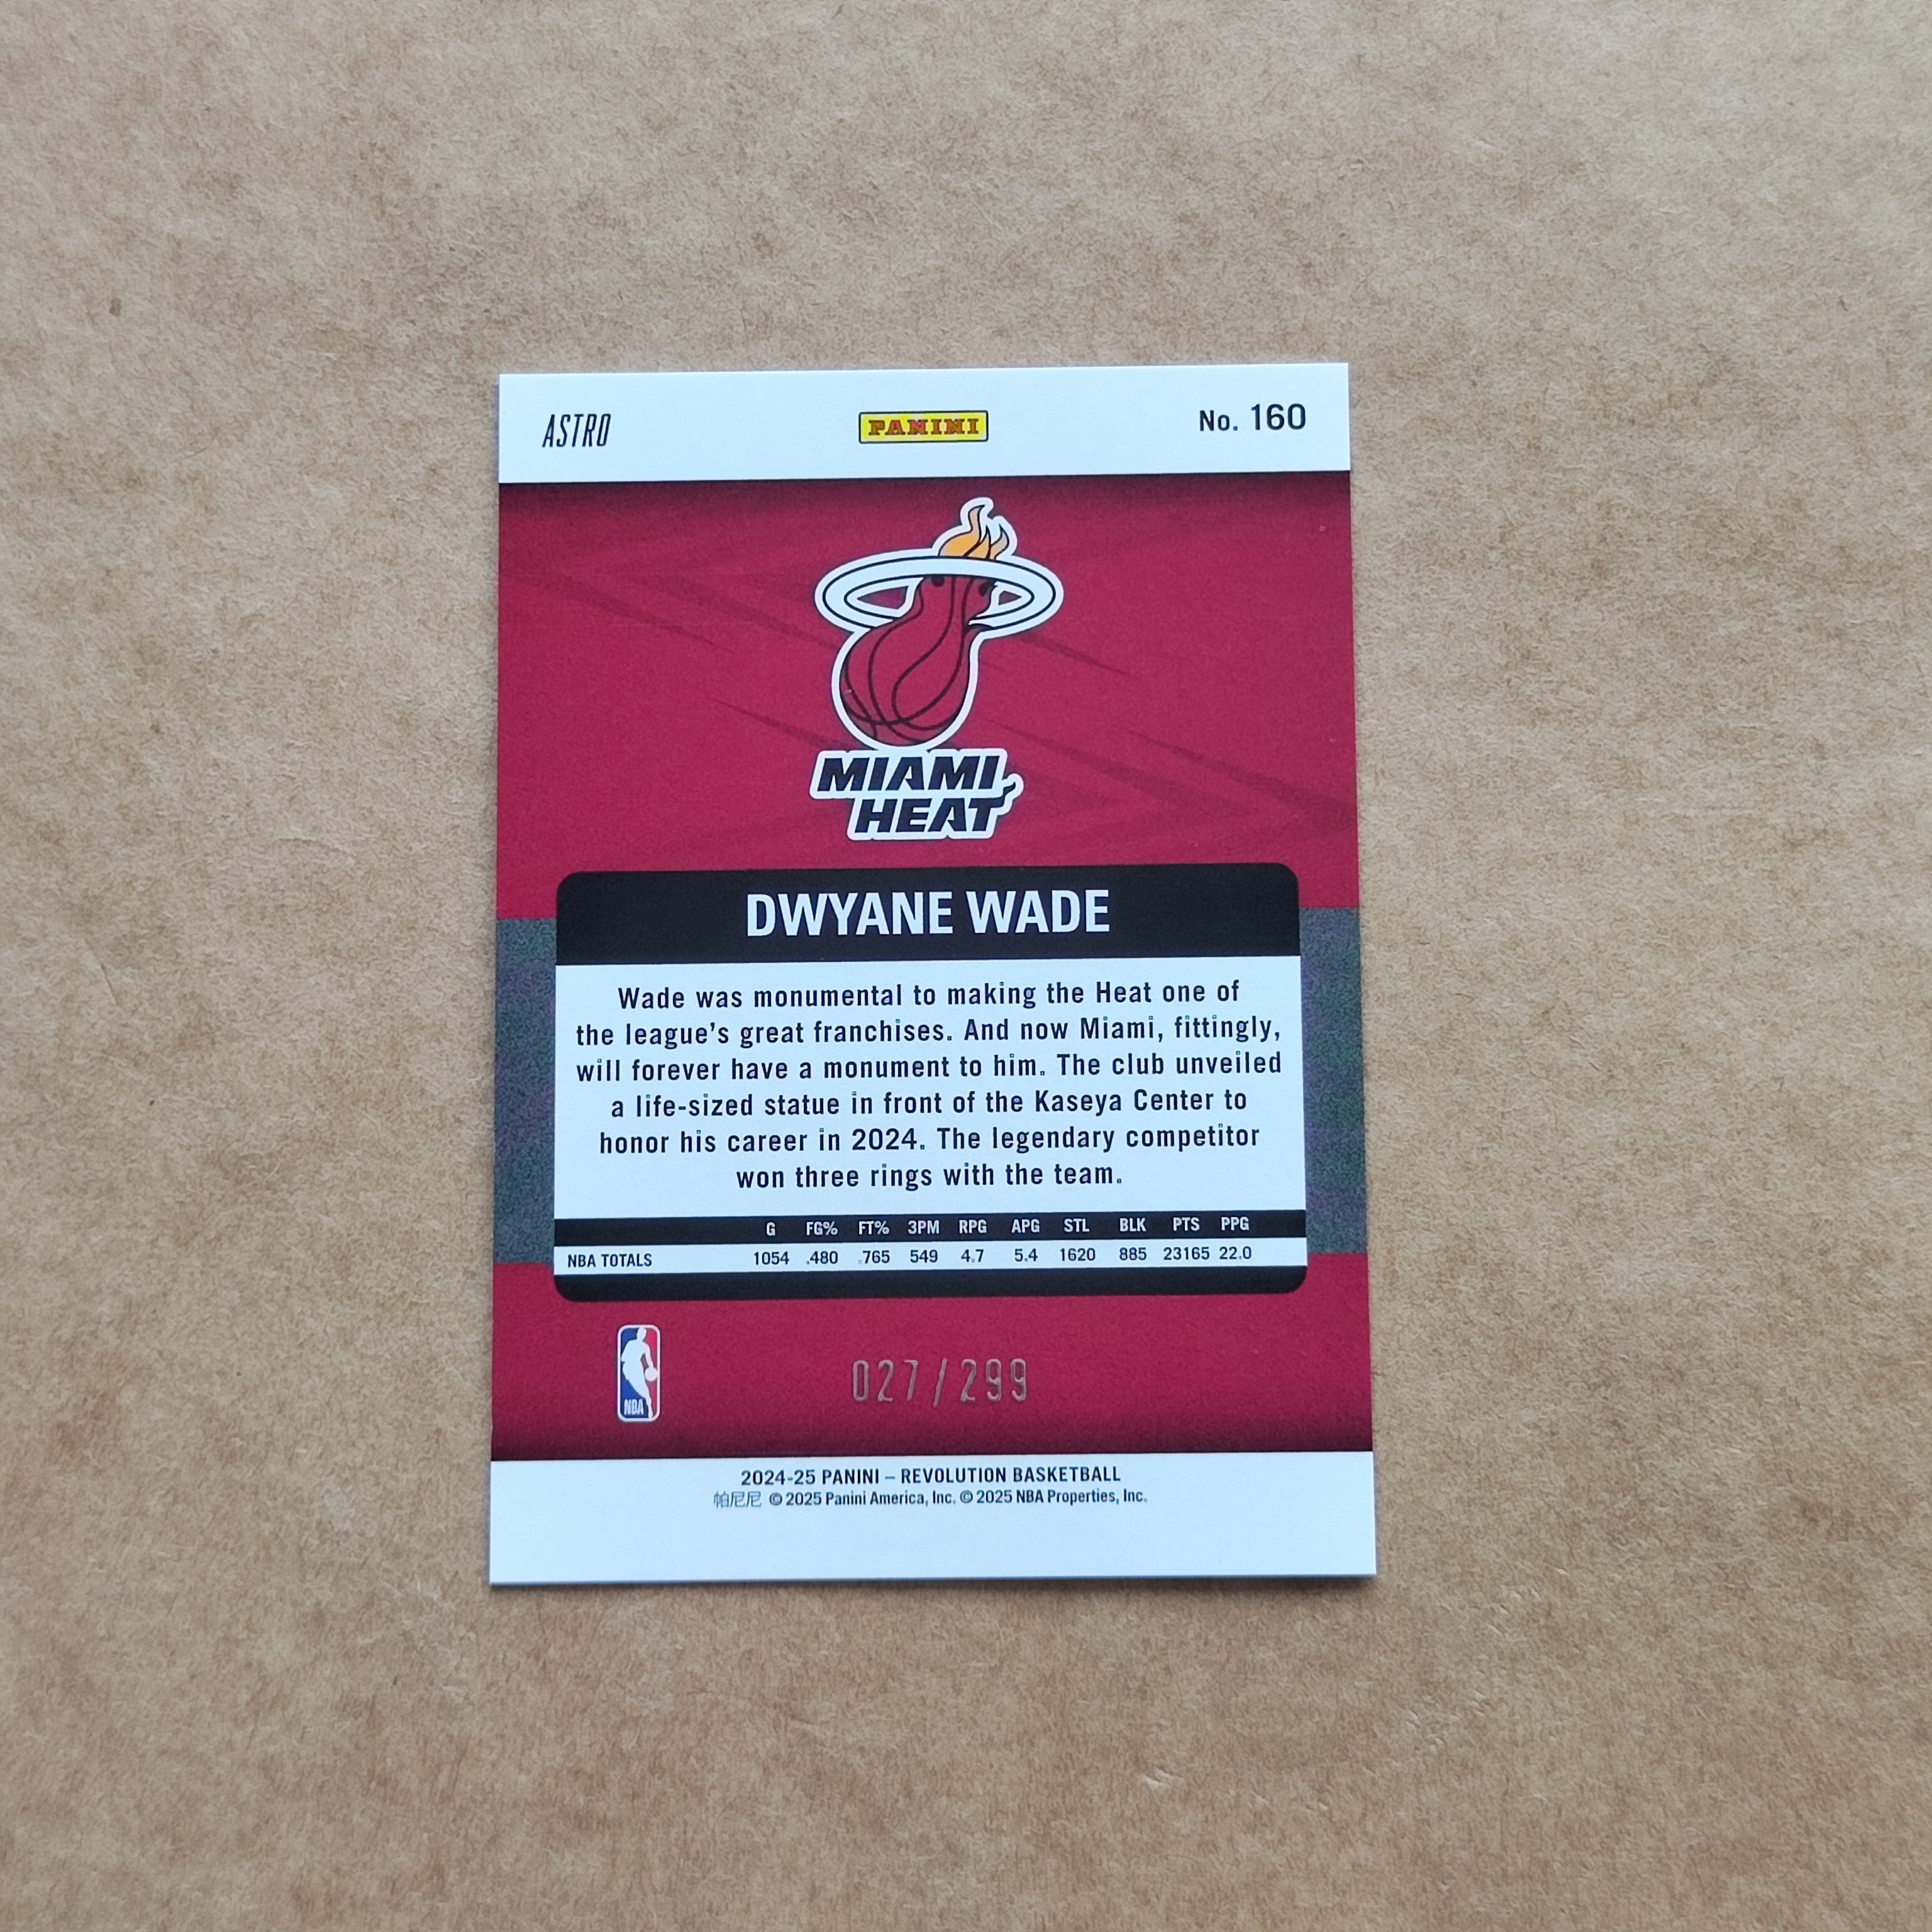 ASTRO PANINI No. 160
MIAMI
HEAT
DWYANE WADE
Wade was monumental to making the Heat one of
the league's great franchises. And now Miami, fittingly,
will forever have a monument to him. The club unveiled
a life-sized statue in front of the Kaseya Center to
honor his career in 2024. The legendary competitor
won three rings with the team.
G FG% FT% 3PM RPG APG STL BLK PTS PPG
NBA TOTALS 1054 .480 .765 549 4.7 5.4 1620 885 23165 22.0
NBA
027/299
2024-25 PANINI – REVOLUTION BASKETBALL
帕尼尼 © 2025 Panini America, Inc. © 2025 NBA Properties, Inc.